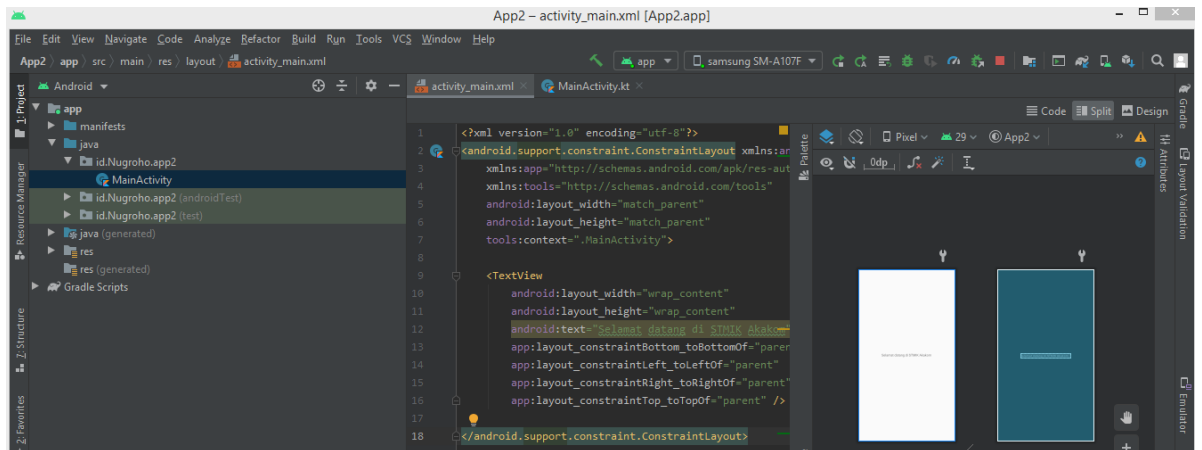 App2 – activity_main.xml [App2.app]
File Edit View Navigate Code Analyze Refactor Build Run Tools VCS Window Help
App2 app src main res layout activity_main.xml
app samsung SM-A107F
Android
activity_main.xml MainActivity.kt
1: Project
Resource Manager
7: Structure
2: Favorites
app
manifests
java
id.Nugroho.app2
MainActivity
id.Nugroho.app2 (androidTest)
id.Nugroho.app2 (test)
java (generated)
res
res (generated)
Gradle Scripts
Code Split Design
1 <?xml version="1.0" encoding="utf-8"?>
2 <android.support.constraint.ConstraintLayout xmlns:an
3 xmlns:app="http://schemas.android.com/apk/res-aut
4 xmlns:tools="http://schemas.android.com/tools"
5 android:layout_width="match_parent"
6 android:layout_height="match_parent"
7 tools:context=".MainActivity">
8
9 <TextView
10 android:layout_width="wrap_content"
11 android:layout_height="wrap_content"
12 android:text="Selamat datang di STMIK Akakom"
13 app:layout_constraintBottom_toBottomOf="paren
14 app:layout_constraintLeft_toLeftOf="parent"
15 app:layout_constraintRight_toRightOf="parent"
16 app:layout_constraintTop_toTopOf="parent" />
17
18 </android.support.constraint.ConstraintLayout>
Palette
Pixel 29 App2
0dp
Selamat datang di STMIK Akakom
Attributes
Gradle
Layout Validation
Emulator